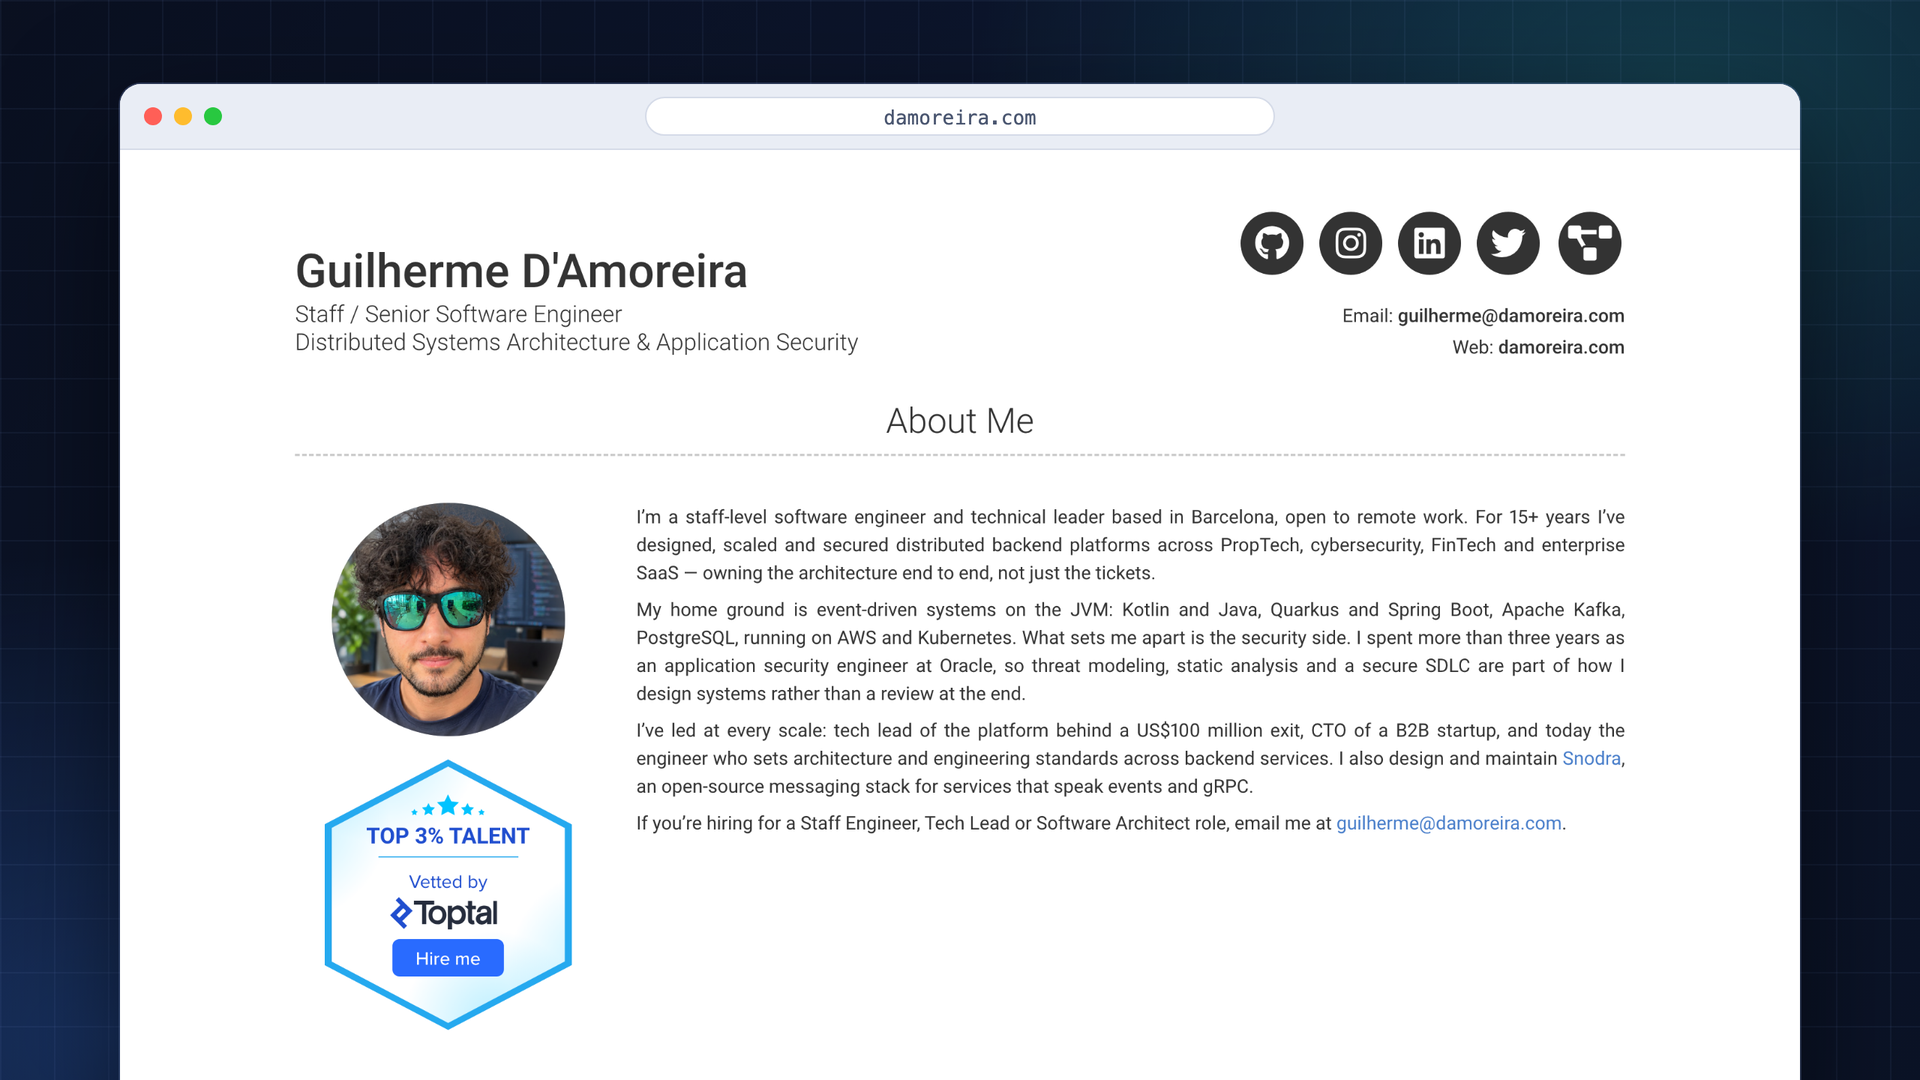 damoreira.com
Guilherme D'Amoreira
Staff / Senior Software Engineer
Distributed Systems Architecture & Application Security
in
Email: guilherme@damoreira.com
Web: damoreira.com
About Me
I’m a staff-level software engineer and technical leader based in Barcelona, open to remote work. For 15+ years I’ve
designed, scaled and secured distributed backend platforms across PropTech, cybersecurity, FinTech and enterprise
SaaS — owning the architecture end to end, not just the tickets.
My home ground is event-driven systems on the JVM: Kotlin and Java, Quarkus and Spring Boot, Apache Kafka,
PostgreSQL, running on AWS and Kubernetes. What sets me apart is the security side. I spent more than three years as
an application security engineer at Oracle, so threat modeling, static analysis and a secure SDLC are part of how I
design systems rather than a review at the end.
I’ve led at every scale: tech lead of the platform behind a US$100 million exit, CTO of a B2B startup, and today the
engineer who sets architecture and engineering standards across backend services. I also design and maintain Snodra,
an open-source messaging stack for services that speak events and gRPC.
If you’re hiring for a Staff Engineer, Tech Lead or Software Architect role, email me at guilherme@damoreira.com.
TOP 3% TALENT
Vetted by
Toptal
Hire me